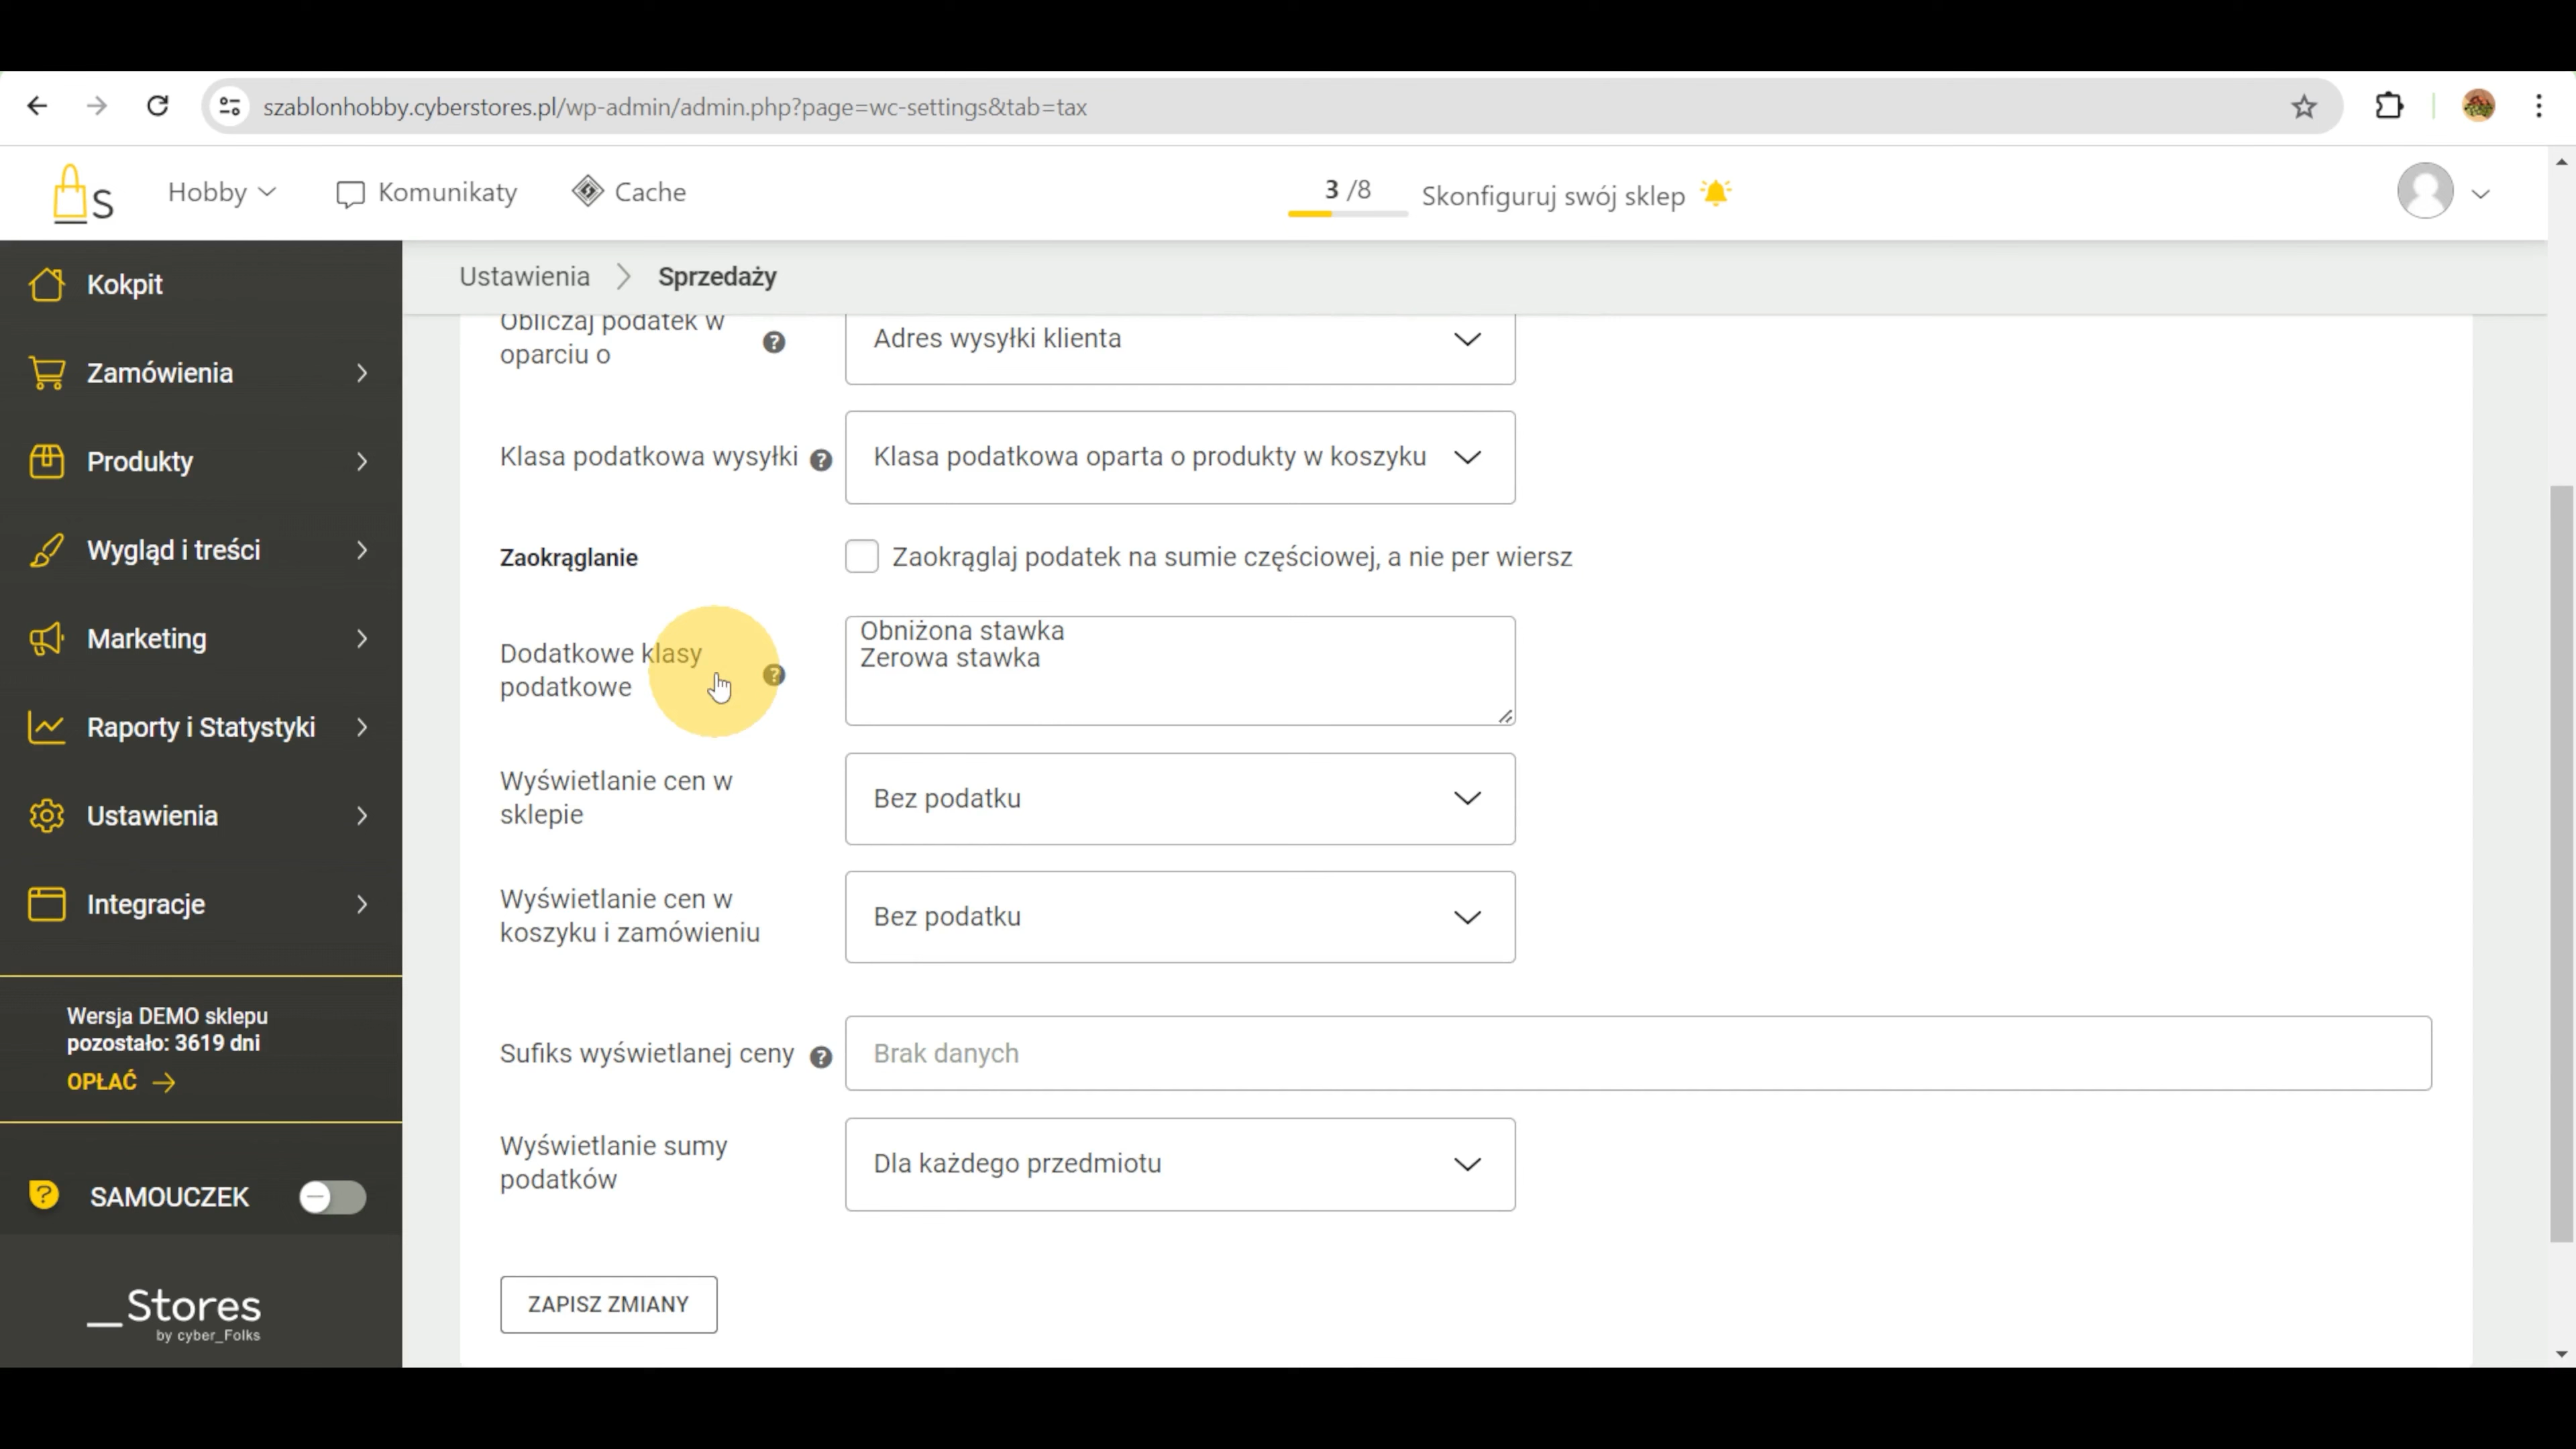 szablonhobby.cyberstores.pl/wp-admin/admin.php?page=wc-settings&tab=tax
S
Hobby
Komunikaty
Cache
3 /8
Skonfiguruj swój sklep
Kokpit
Zamówienia
Produkty
Wygląd i treści
Marketing
Raporty i Statystyki
Ustawienia
Integracje
Wersja DEMO sklepu
pozostało: 3619 dni
OPŁAĆ
SAMOUCZEK
__Stores
by cyber_Folks
Ustawienia
Sprzedaży
Obliczaj podatek w
oparciu o
?
Adres wysyłki klienta
Klasa podatkowa wysyłki
?
Klasa podatkowa oparta o produkty w koszyku
Zaokrąglanie
Zaokrąglaj podatek na sumie częściowej, a nie per wiersz
Dodatkowe klasy
podatkowe
?
Obniżona stawka
Zerowa stawka
Wyświetlanie cen w
sklepie
Bez podatku
Wyświetlanie cen w
koszyku i zamówieniu
Bez podatku
Sufiks wyświetlanej ceny
?
Brak danych
Wyświetlanie sumy
podatków
Dla każdego przedmiotu
ZAPISZ ZMIANY